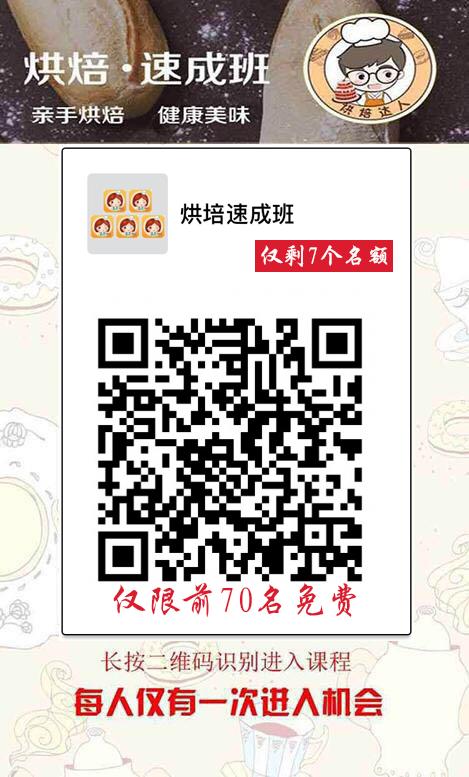 烘焙·速成班
亲手烘焙 健康美味
烘焙达人
烘培速成班
仅剩7个名额
仅限前70名免费
长按二维码识别进入课程
每人仅有一次进入机会